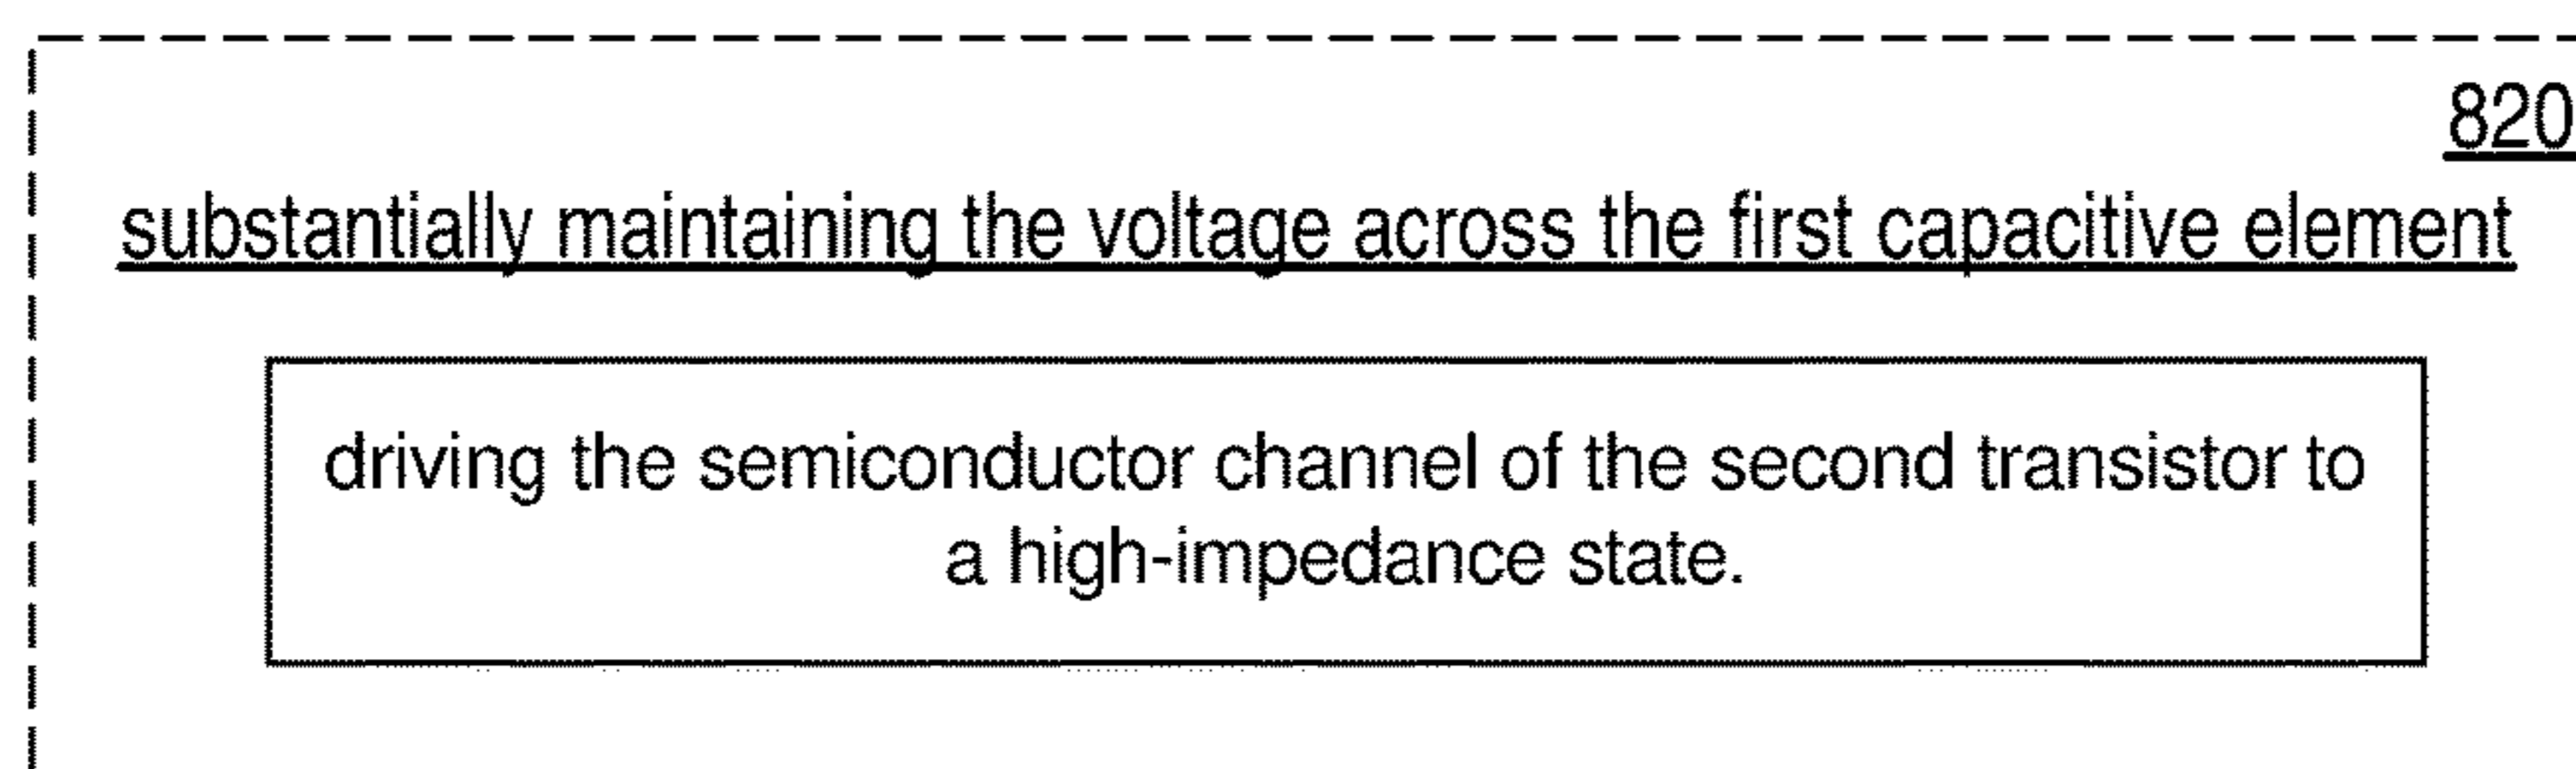 820
substantially maintaining the voltage across the first capacitive element
driving the semiconductor channel of the second transistor to
a high-impedance state.